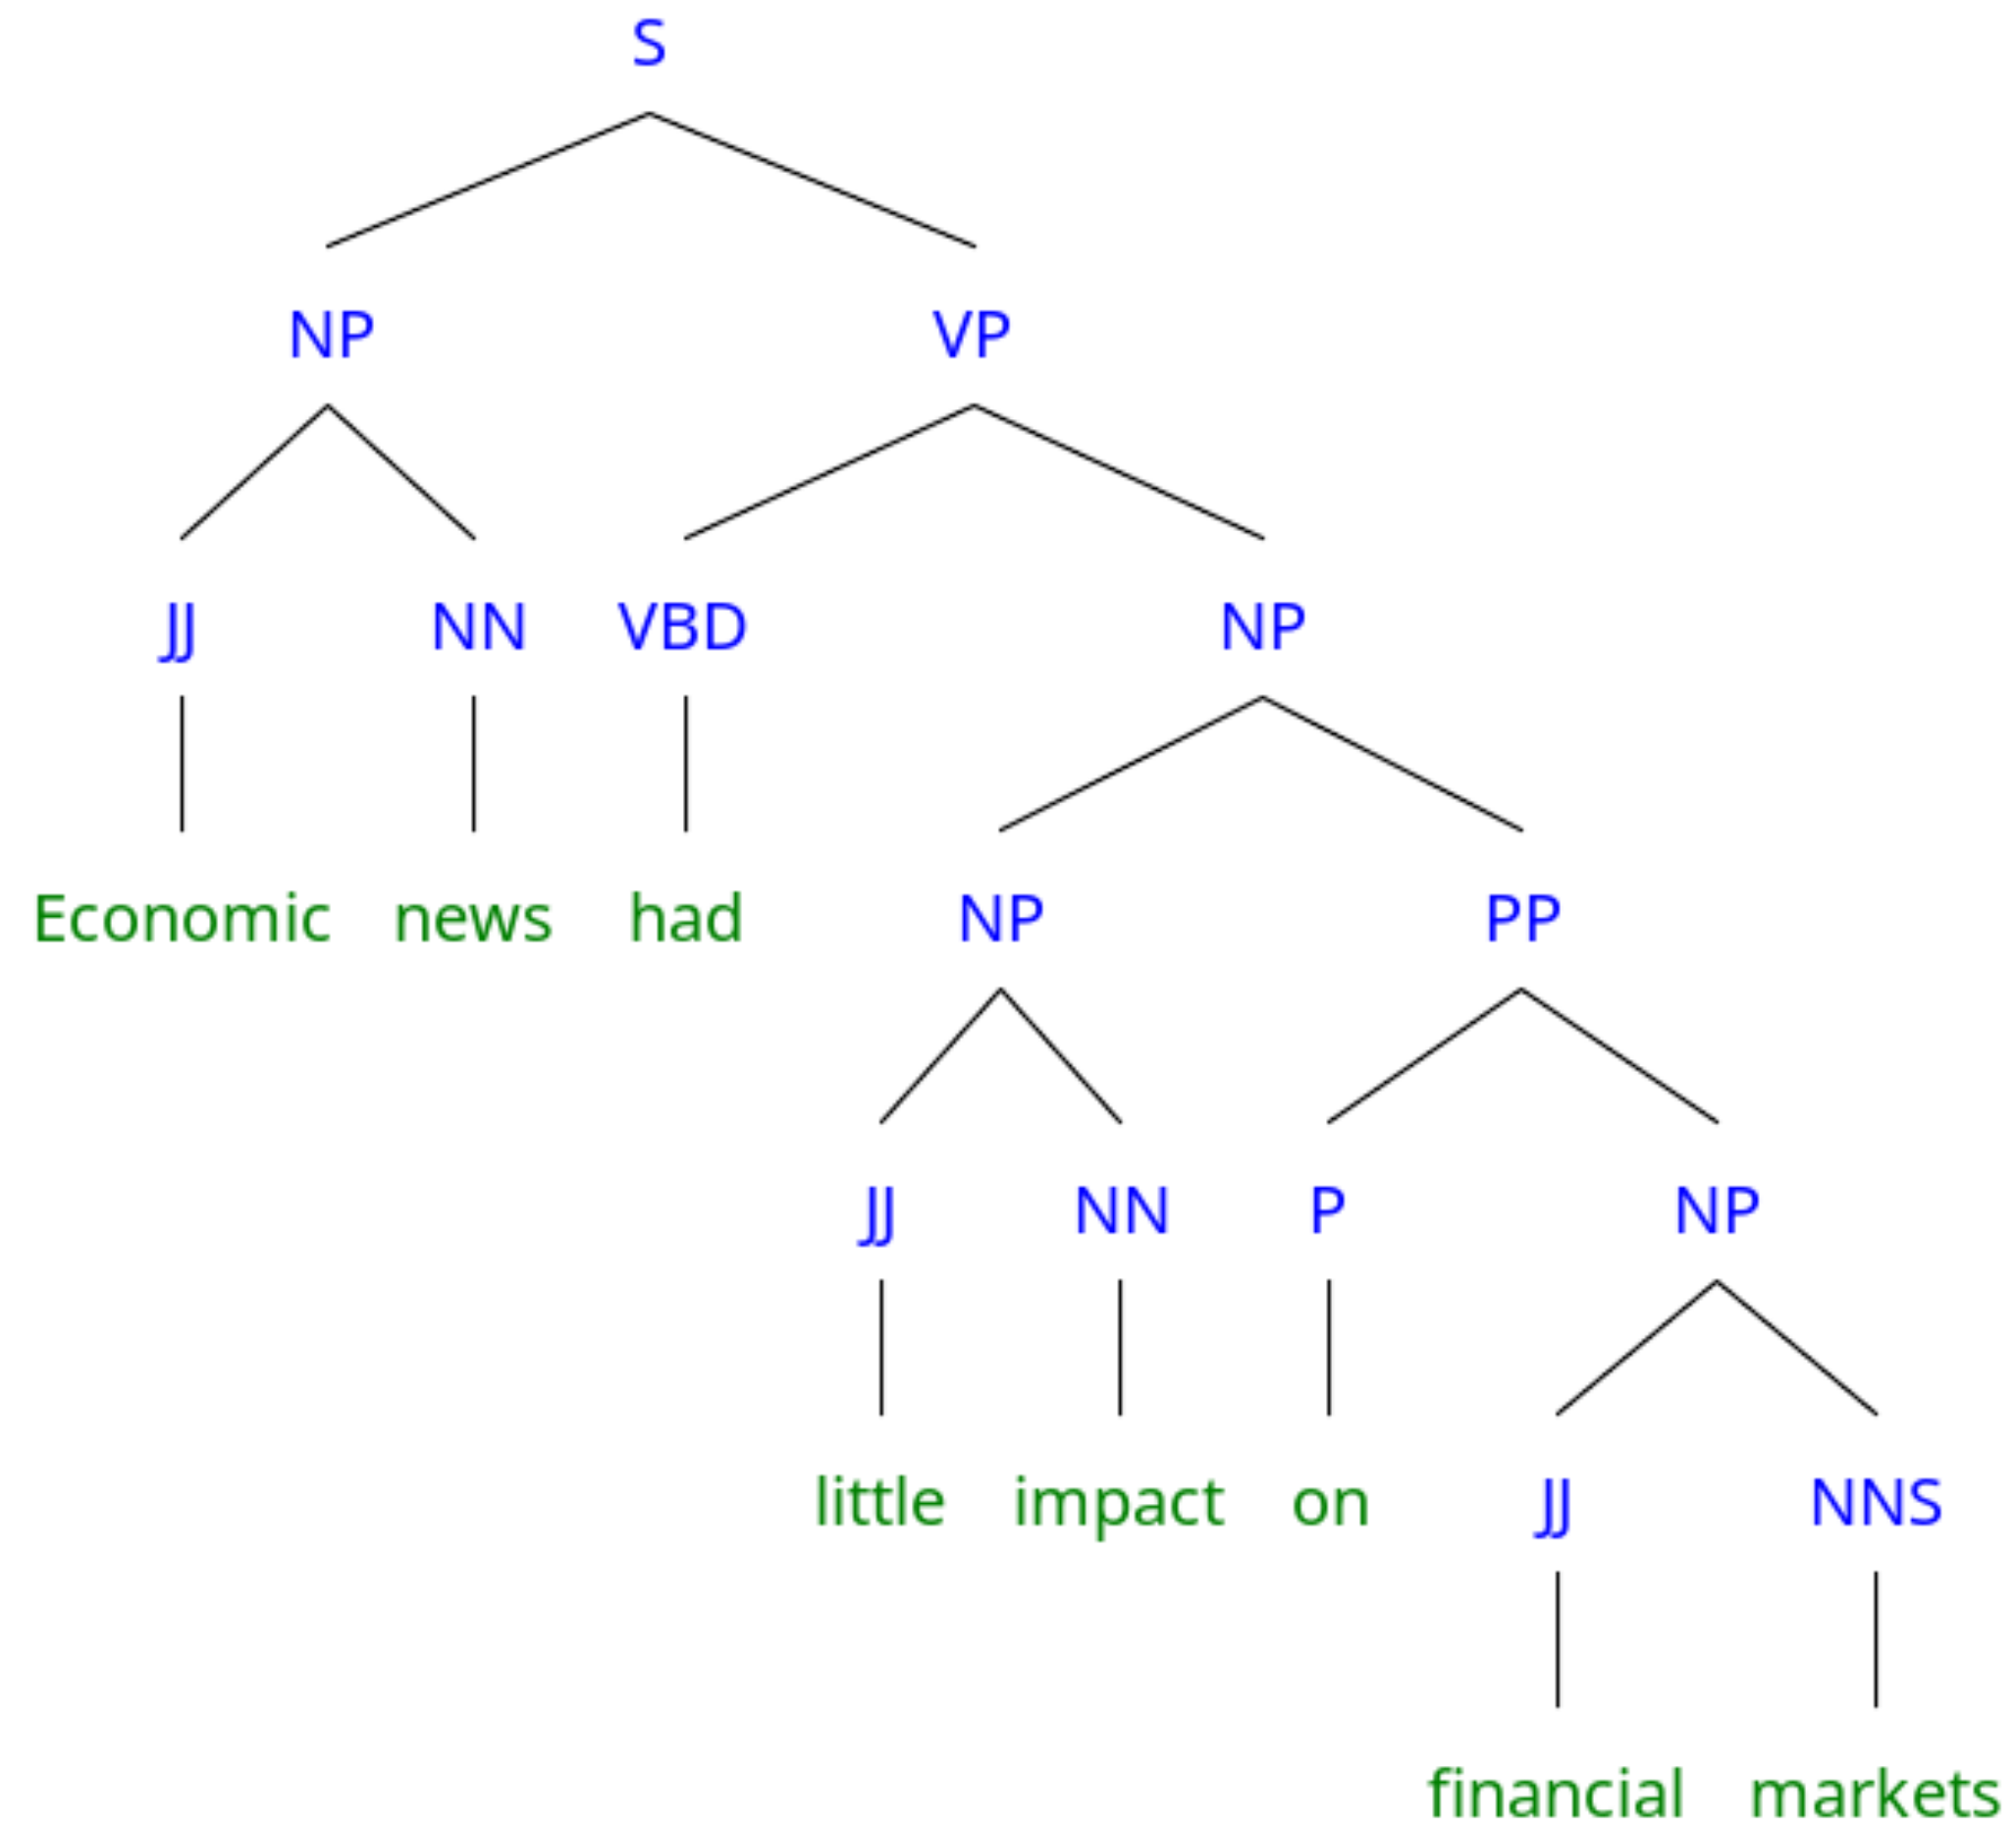 S
NP VP
JJ NN VBD NP
Economic news had NP PP
JJ NN P NP
little impact on JJ NNS
financial markets